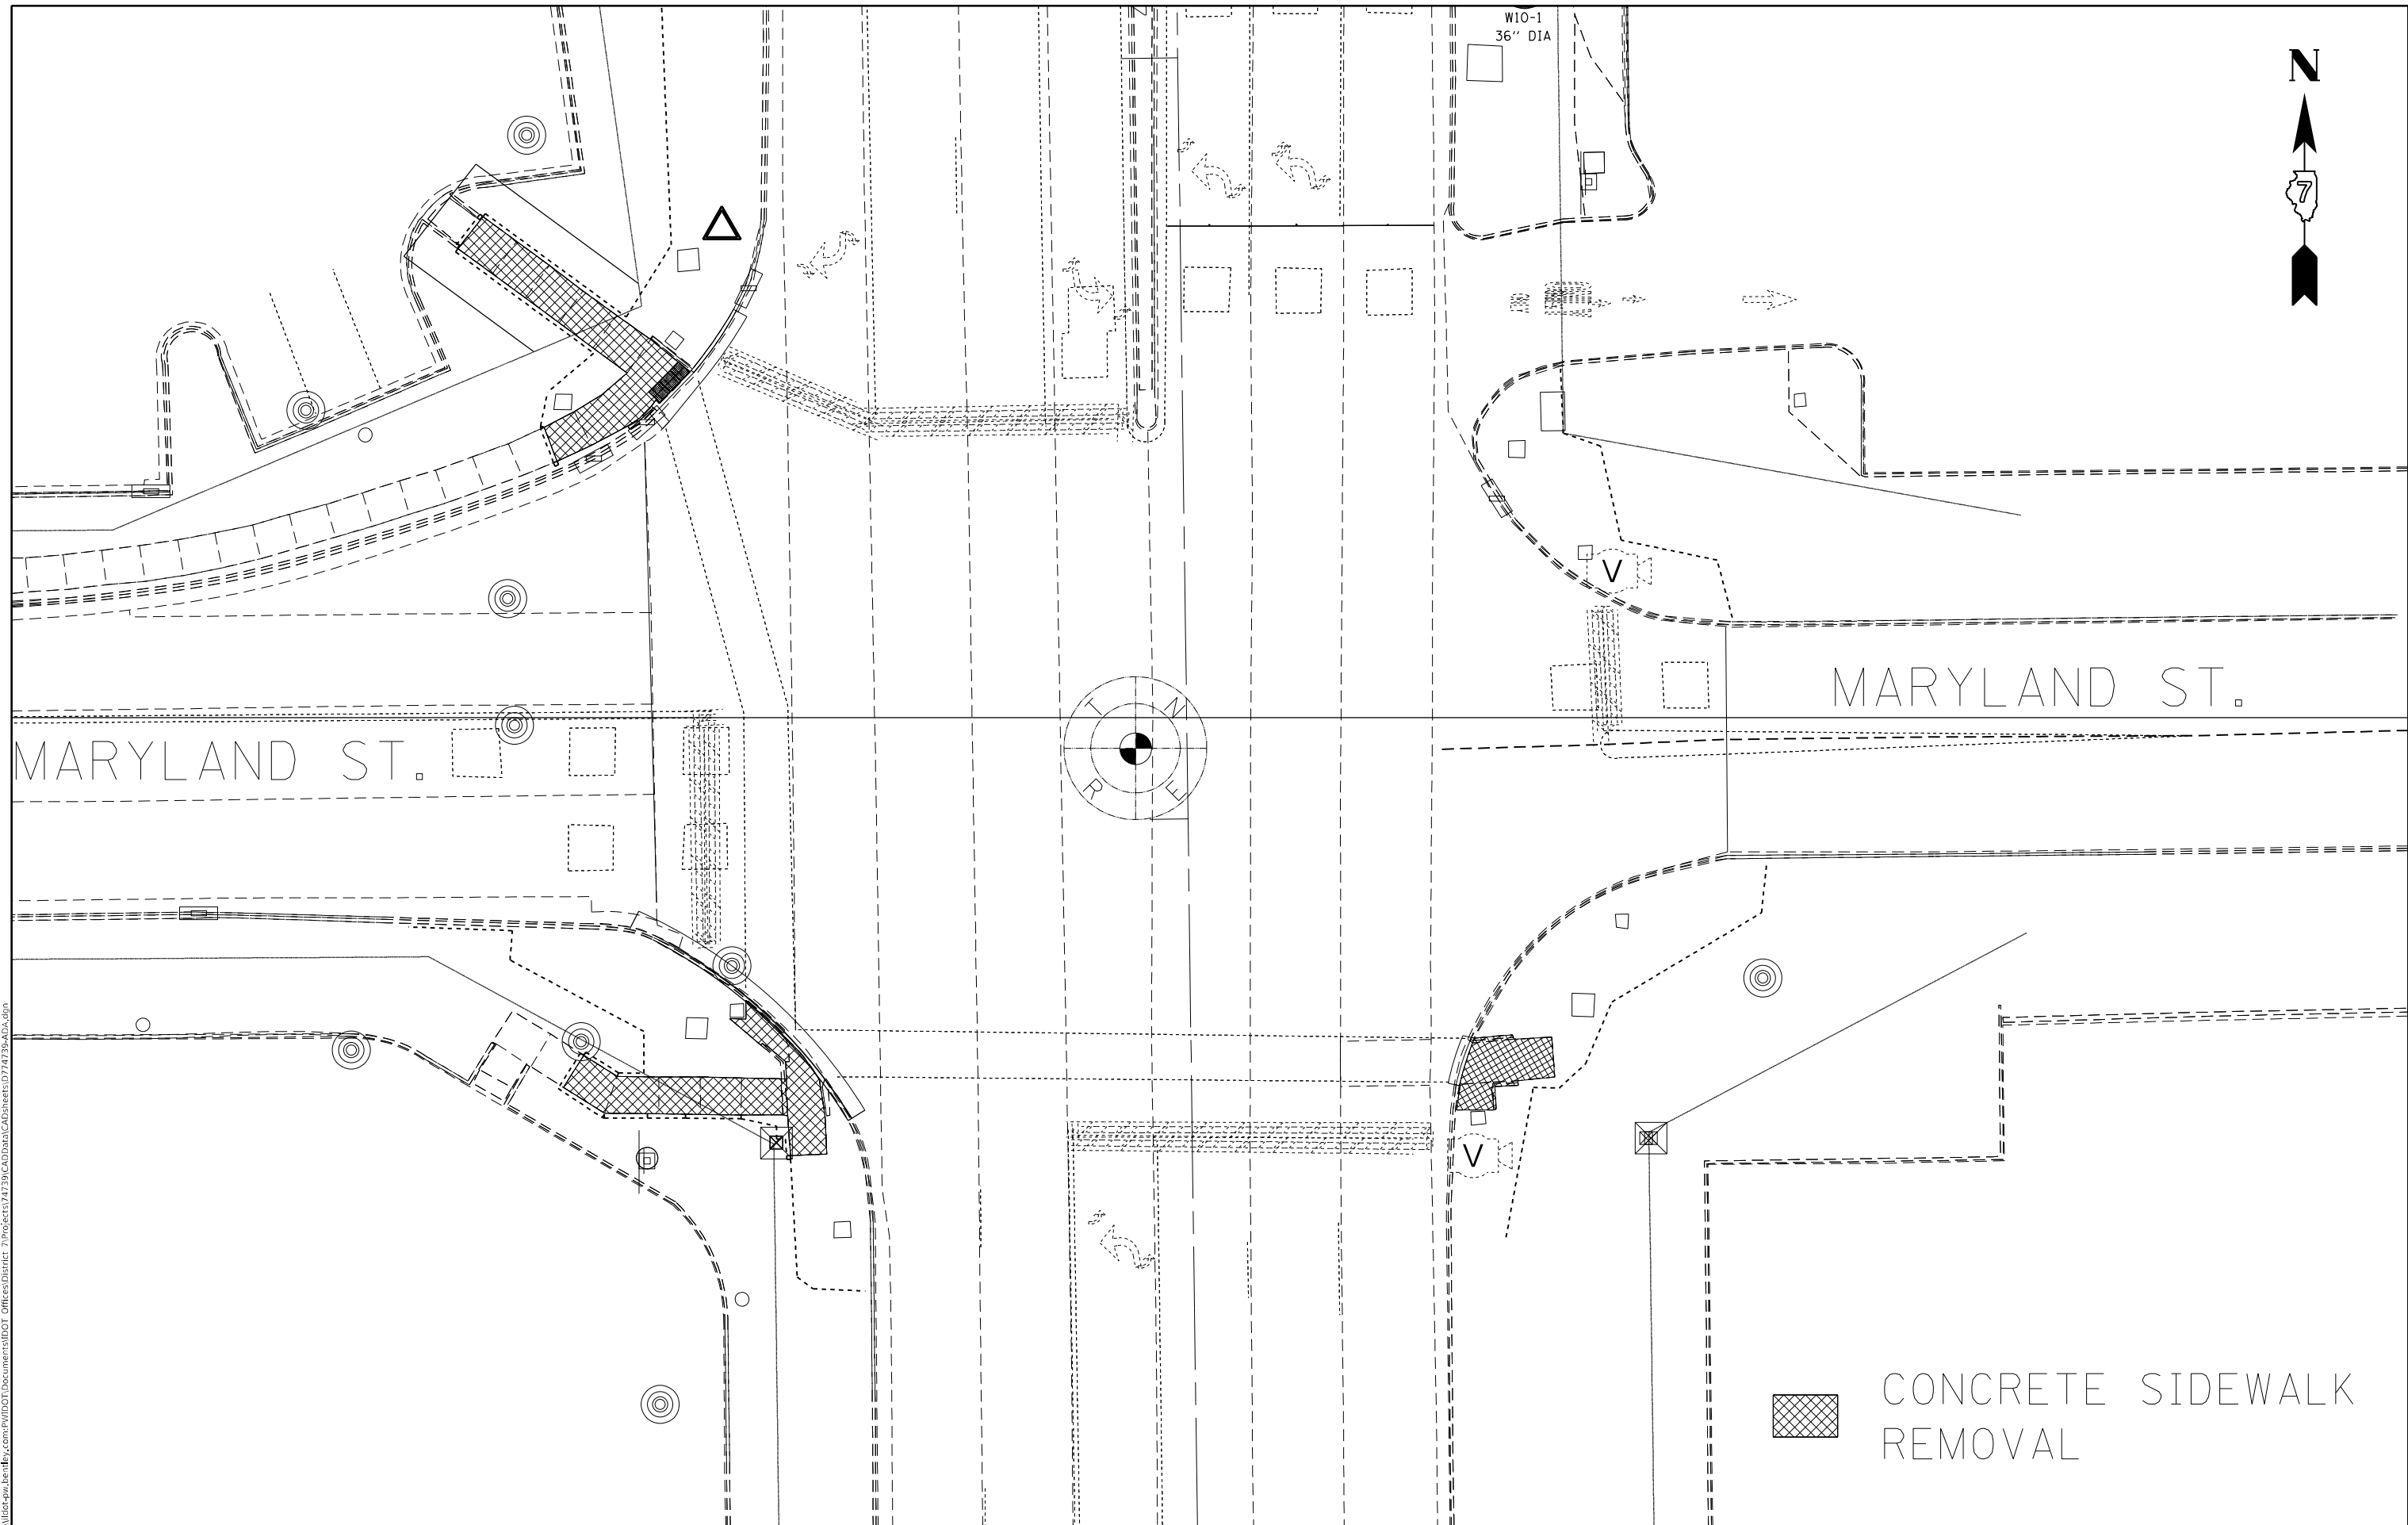 W10-1
36" DIA
N
7
V
MARYLAND ST.
MARYLAND ST.
T N
R E
V
CONCRETE SIDEWALK
REMOVAL